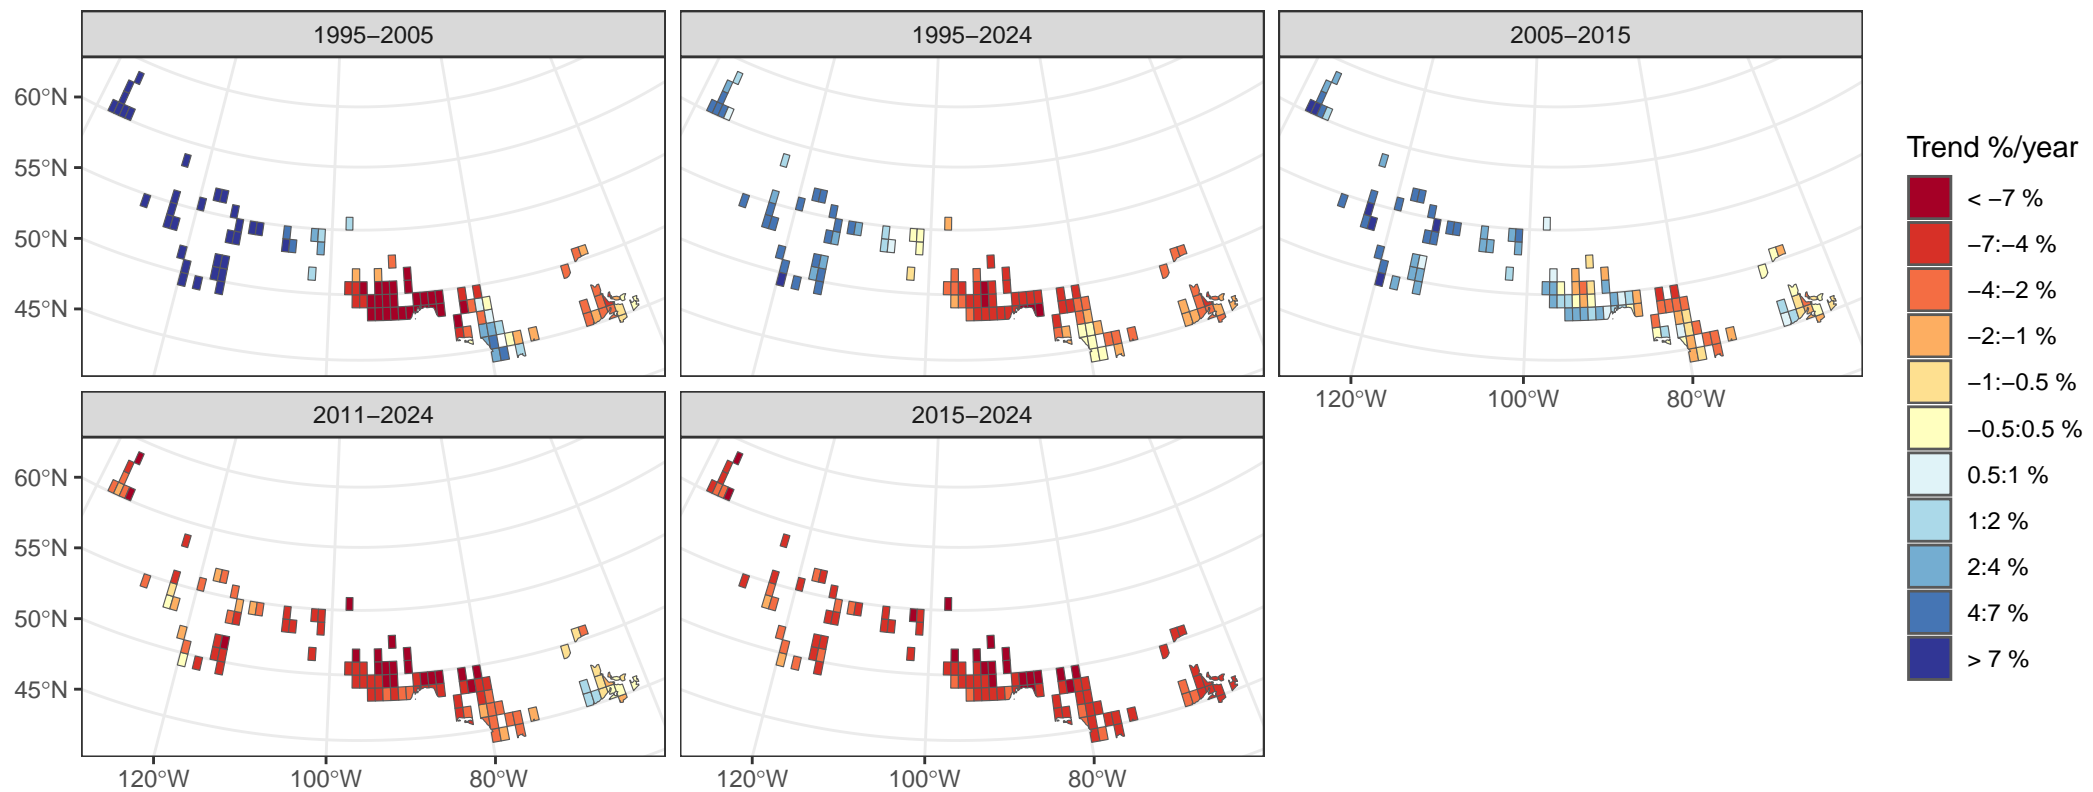 1995−2005
1995−2024
2005−2015
60°N
55°N
50°N
45°N
120°W
100°W
80°W
2011−2024
2015−2024
60°N
55°N
50°N
45°N
120°W
100°W
80°W
120°W
100°W
80°W
Trend %/year
< −7 %
−7:−4 %
−4:−2 %
−2:−1 %
−1:−0.5 %
−0.5:0.5 %
0.5:1 %
1:2 %
2:4 %
4:7 %
> 7 %